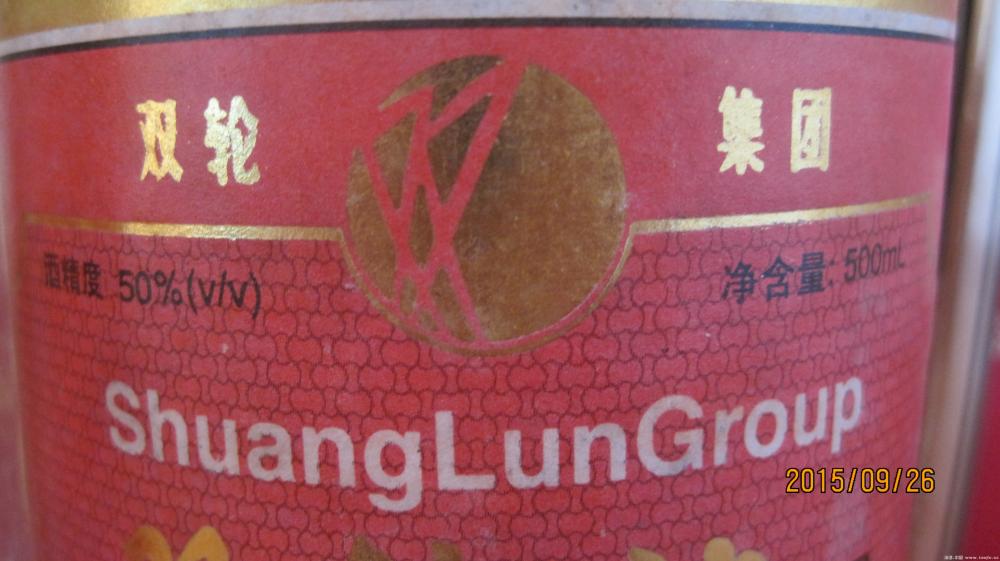 双轮 集团
酒精度 50%(v/v) 净含量: 500mL
ShuangLunGroup
2015/09/26